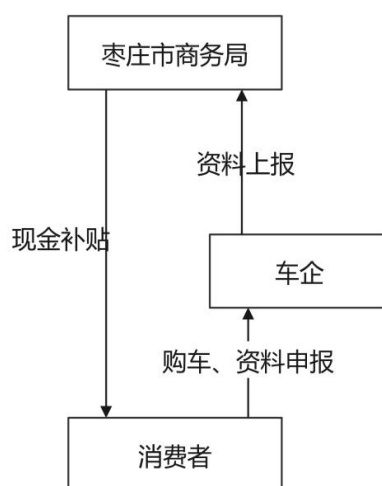 枣庄市商务局
资料上报
现金补贴
车企
购车、资料申报
消费者